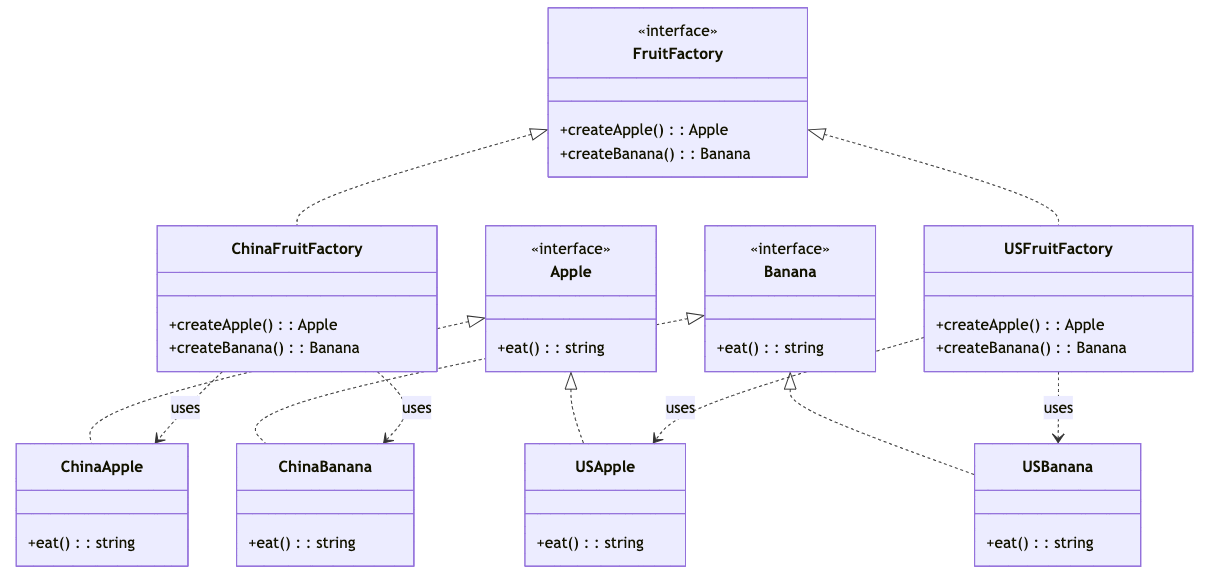 «interface»
FruitFactory
+createApple() : : Apple
+createBanana() : : Banana
ChinaFruitFactory
+createApple() : : Apple
+createBanana() : : Banana
«interface»
Apple
+eat() : : string
«interface»
Banana
+eat() : : string
USFruitFactory
+createApple() : : Apple
+createBanana() : : Banana
uses
uses
uses
uses
ChinaApple
+eat() : : string
ChinaBanana
+eat() : : string
USApple
+eat() : : string
USBanana
+eat() : : string